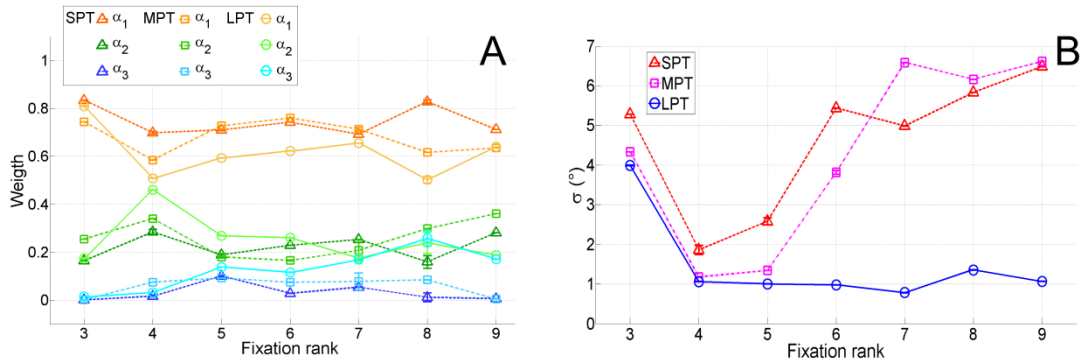 SPT α1 MPT α1 LPT α1
α2 α2 α2
α3 α3 α3
A
1
0.8
0.6
0.4
0.2
0
Weigth
3 4 5 6 7 8 9
Fixation rank
B
SPT
MPT
LPT
7
6
5
4
3
2
1
0
σ (°)
3 4 5 6 7 8 9
Fixation rank